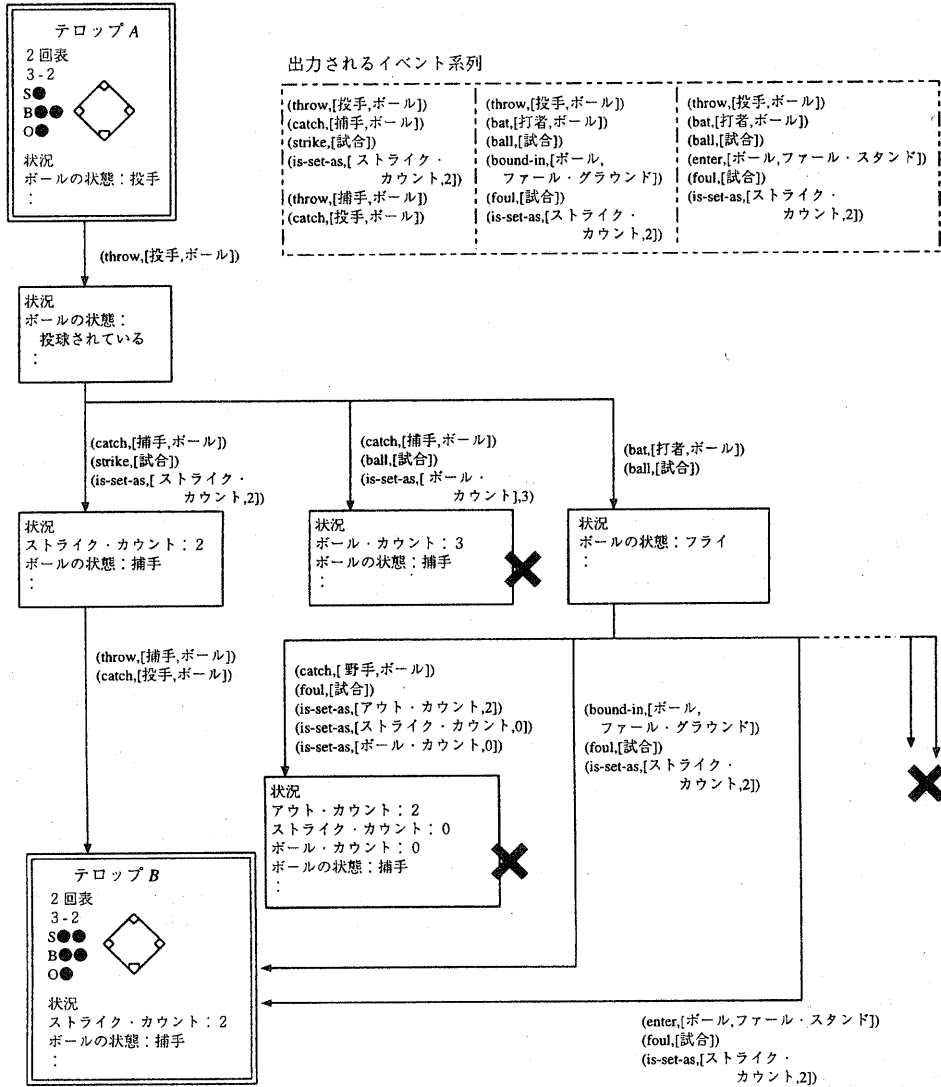 テロップ A
2回表
3-2
S●
B●●
O●
状況
ボールの状態：投手
：
出力されるイベント系列
(throw,[投手,ボール])
(catch,[捕手,ボール])
(strike,[試合])
(is-set-as,[ ストライク・
カウント,2])
(throw,[捕手,ボール])
(catch,[投手,ボール])
(throw,[投手,ボール])
(bat,[打者,ボール])
(ball,[試合])
(bound-in,[ボール,
ファール・グラウンド])
(foul,[試合])
(is-set-as,[ストライク・
カウント,2])
(throw,[投手,ボール])
(bat,[打者,ボール])
(ball,[試合])
(enter,[ボール,ファール・スタンド])
(foul,[試合])
(is-set-as,[ストライク・
カウント,2])
(throw,[投手,ボール])
状況
ボールの状態：
投球されている
：
(catch,[捕手,ボール])
(strike,[試合])
(is-set-as,[ ストライク・
カウント,2])
(catch,[捕手,ボール])
(ball,[試合])
(is-set-as,[ ボール・
カウント],3)
(bat,[打者,ボール])
(ball,[試合])
状況
ストライク・カウント：2
ボールの状態：捕手
：
状況
ボール・カウント：3
ボールの状態：捕手
：
状況
ボールの状態：フライ
：
(throw,[捕手,ボール])
(catch,[投手,ボール])
(catch,[ 野手,ボール])
(foul,[試合])
(is-set-as,[アウト・カウント,2])
(is-set-as,[ストライク・カウント,0])
(is-set-as,[ボール・カウント,0])
(bound-in,[ボール,
ファール・グラウンド])
(foul,[試合])
(is-set-as,[ストライク・
カウント,2])
状況
アウト・カウント：2
ストライク・カウント：0
ボール・カウント：0
ボールの状態：捕手
：
テロップ B
2回表
3-2
S●●
B●●
O●
状況
ストライク・カウント：2
ボールの状態：捕手
：
(enter,[ボール,ファール・スタンド])
(foul,[試合])
(is-set-as,[ストライク・
カウント,2])